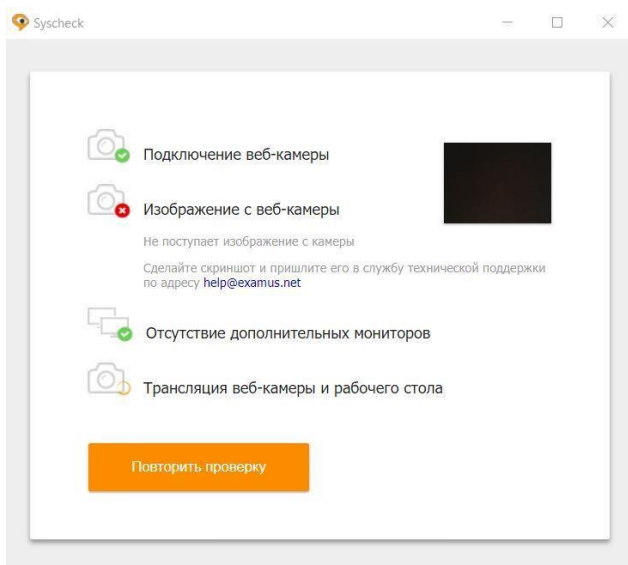 Syscheck
Подключение веб-камеры
Изображение с веб-камеры
Не поступает изображение с камеры
Сделайте скриншот и пришлите его в службу технической поддержки
по адресу help@examus.net
Отсутствие дополнительных мониторов
Трансляция веб-камеры и рабочего стола
Повторить проверку